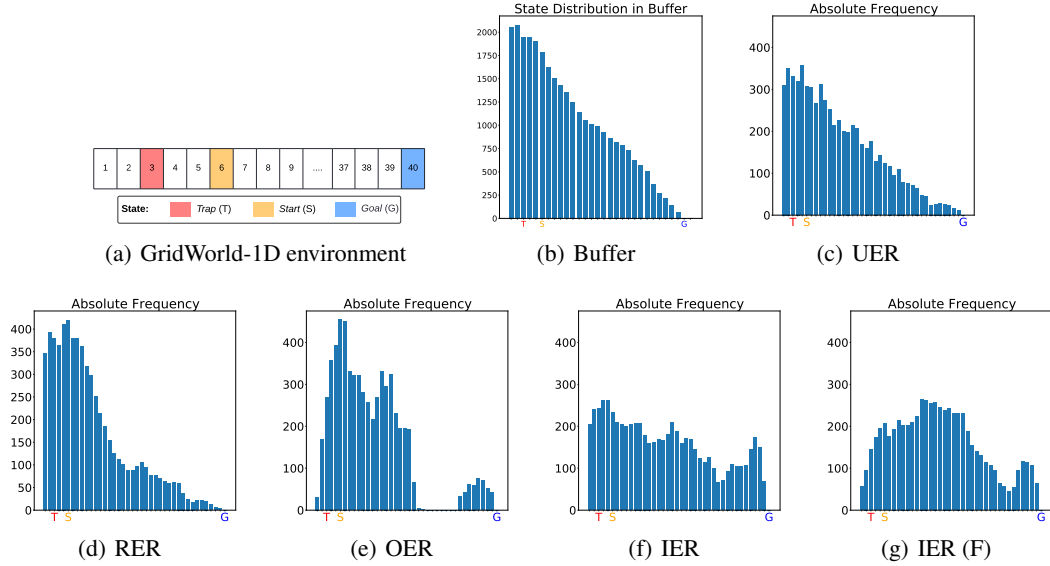 State Distribution in Buffer
2000
1750
1500
1250
1000
750
500
250
0
T S G
Absolute Frequency
400
300
200
100
0
T S G
1 2 3 4 5 6 7 8 9 .... 37 38 39 40
State: Trap (T) Start (S) Goal (G)
(a) GridWorld-1D environment
(b) Buffer
(c) UER
Absolute Frequency
400
350
300
250
200
150
100
50
0
T S G
Absolute Frequency
400
300
200
100
0
T S G
Absolute Frequency
400
300
200
100
0
T S G
Absolute Frequency
400
300
200
100
0
T S G
(d) RER
(e) OER
(f) IER
(g) IER (F)